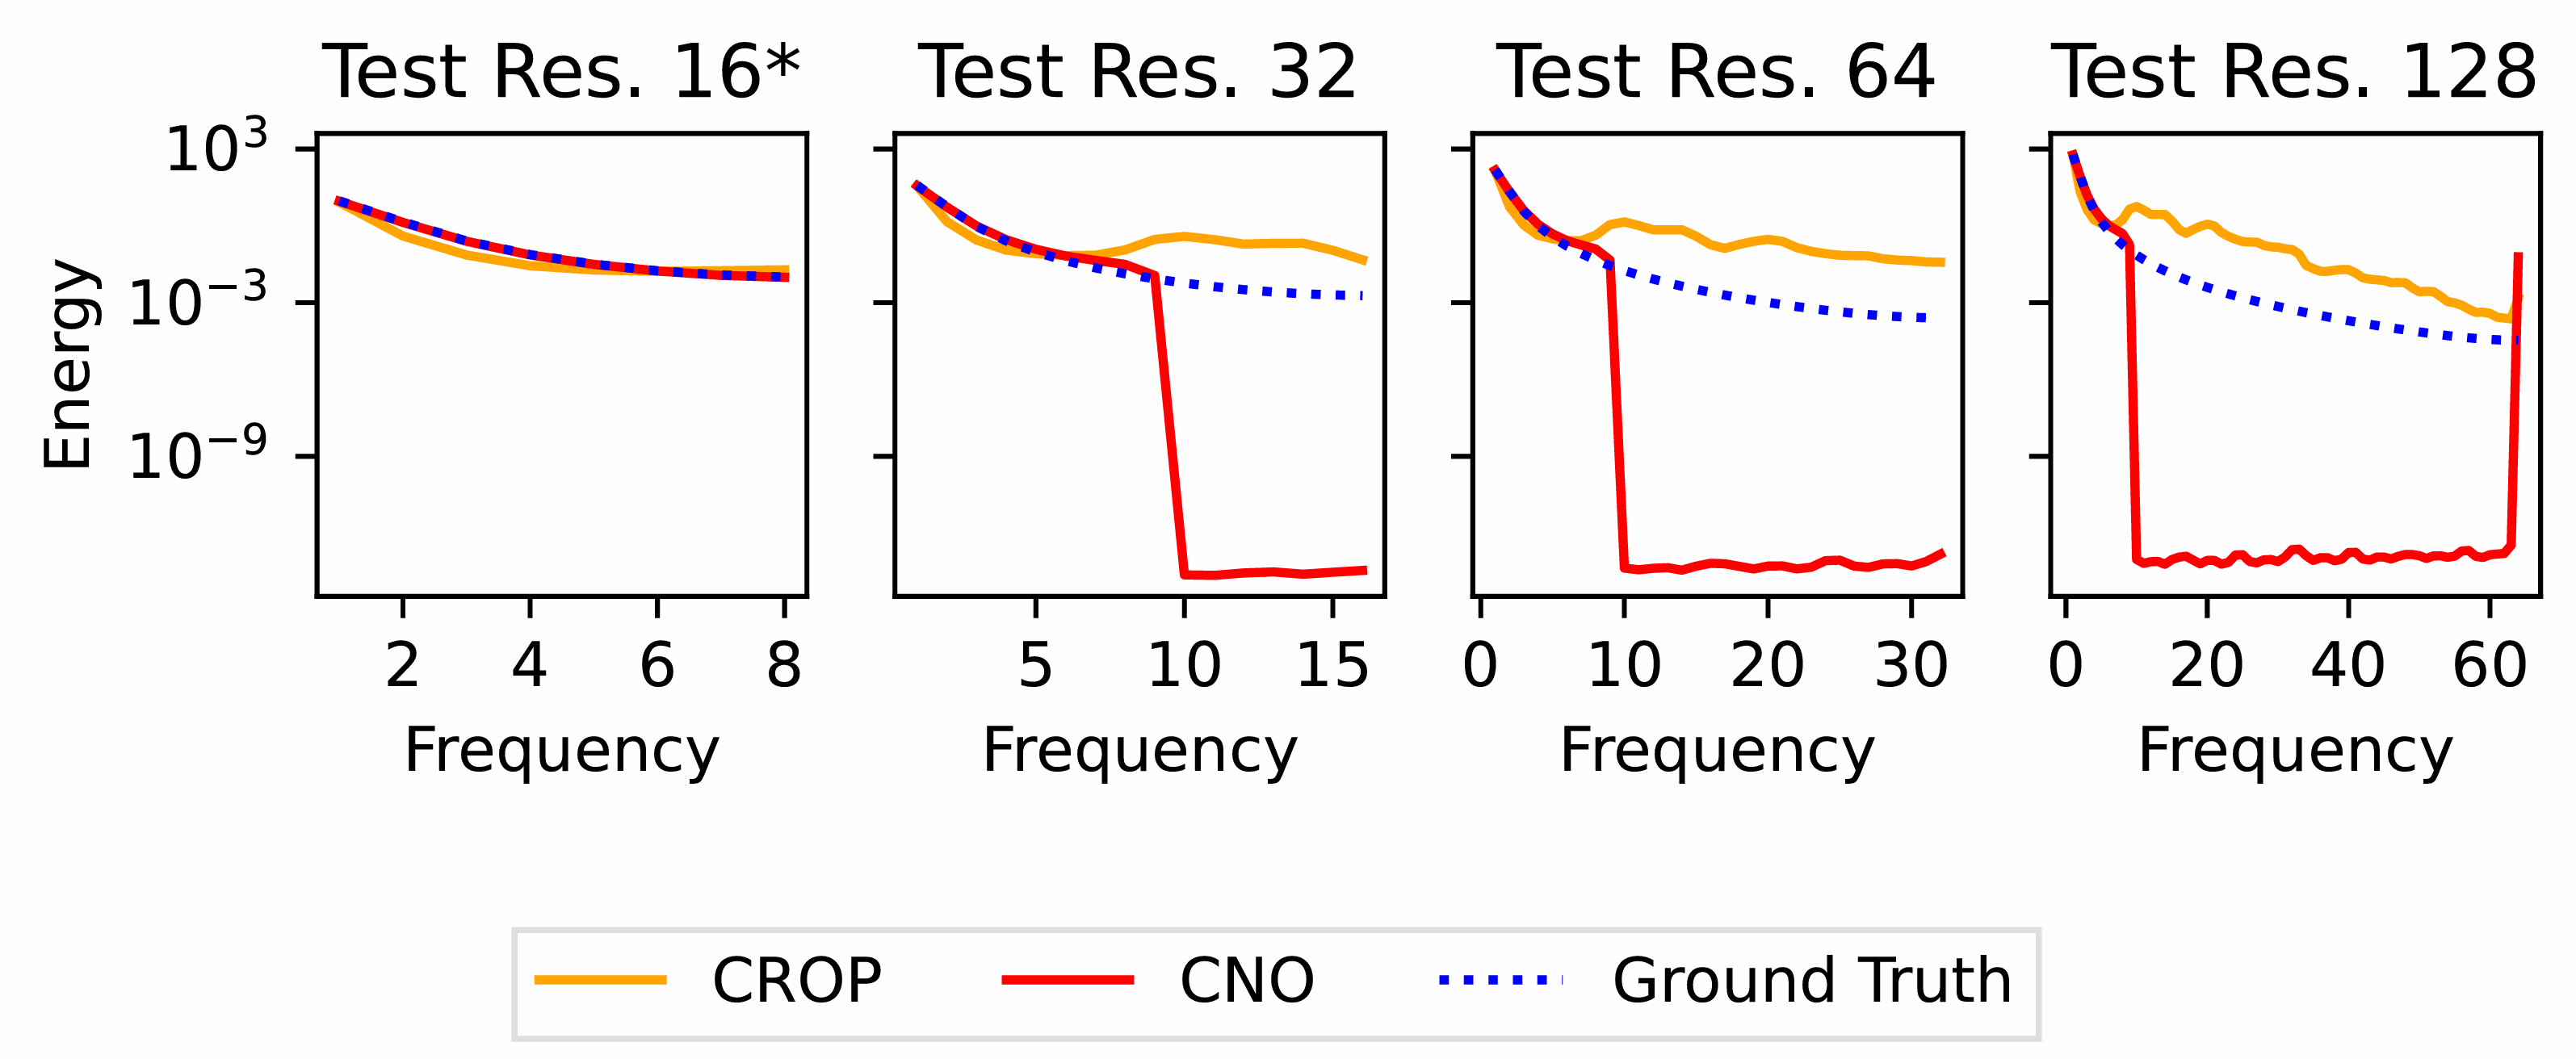 Test Res. 16* Test Res. 32 Test Res. 64 Test Res. 128
Energy
10³
10⁻³
10⁻⁹
2 4 6 8 5 10 15 0 10 20 30 0 20 40 60
Frequency Frequency Frequency Frequency
CROP CNO Ground Truth